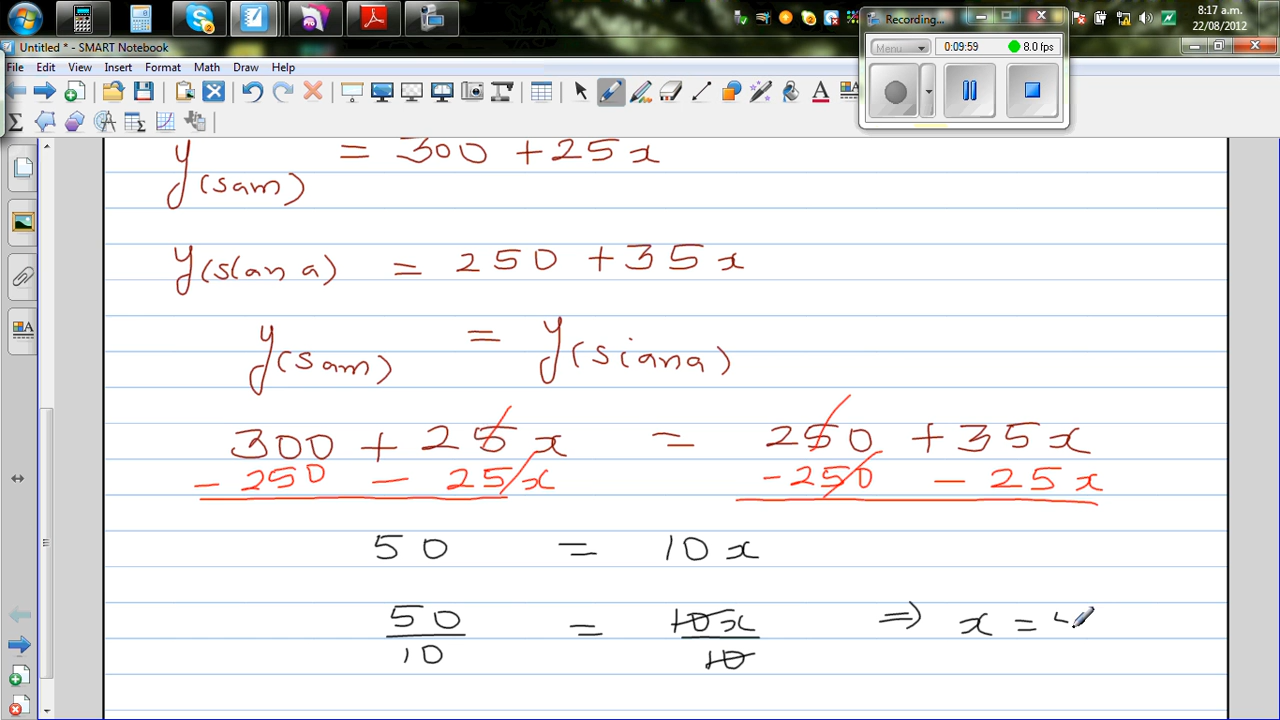 8:17 a.m.
22/08/2012
Recording...
Menu
0:09:59
8.0 fps
Untitled * - SMART Notebook
File Edit View Insert Format Math Draw Help
y(sam) = 300 + 25x
y(siana) = 250 + 35x
y(sam) = y(siana)
300 + 25x = 250 + 35x
- 250 - 25x - 250 - 25x
50 = 10x
50/10 = 10x/10 ⇒ x =